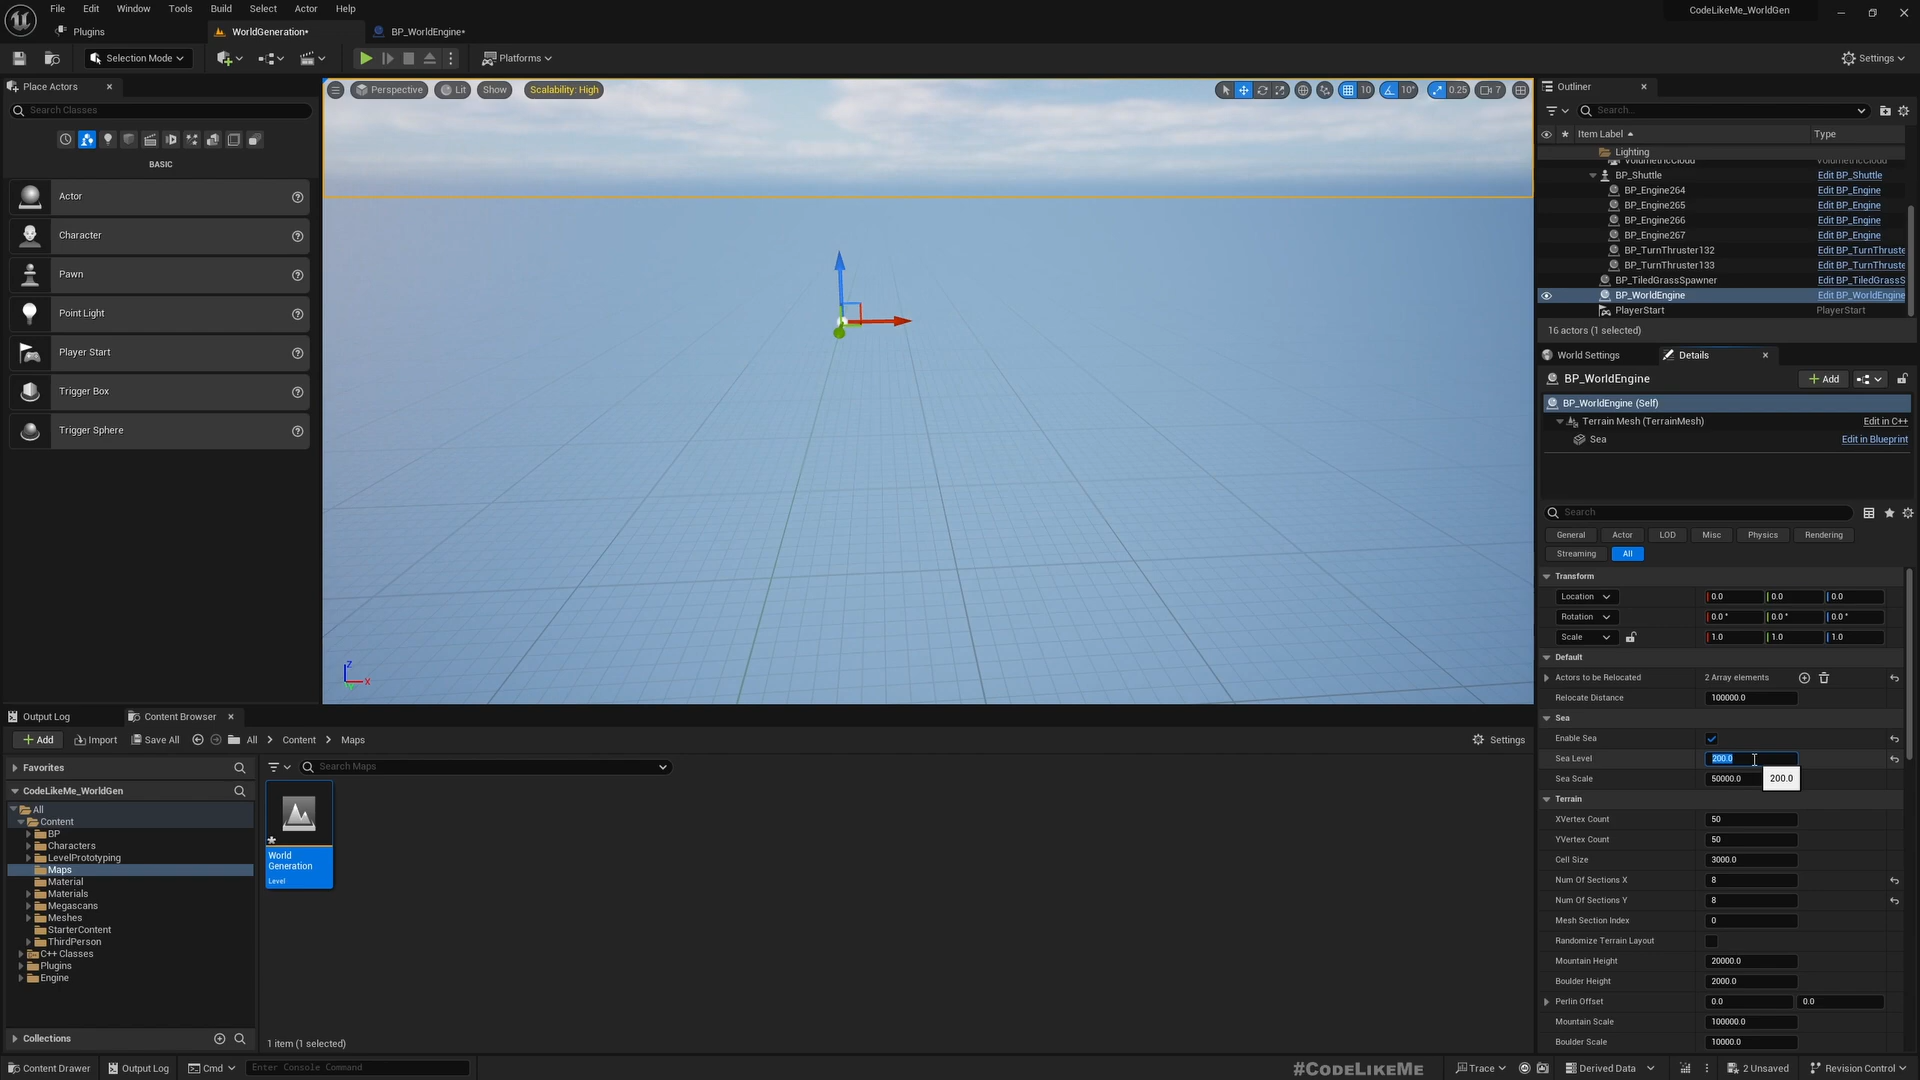 File Edit Window Tools Build Select Actor Help
CodeLikeMe_WorldGen
Plugins
WorldGeneration•
BP_WorldEngine•
Selection Mode
Platforms
Settings
Place Actors
Search Classes
BASIC
Actor
Character
Pawn
Point Light
Player Start
Trigger Box
Trigger Sphere
Perspective
Lit
Show
Scalability: High
10
10°
0.25
7
Outliner
Search...
Item Label
Type
Lighting
VolumetricCloud VolumetricCloud
BP_Shuttle Edit BP_Shuttle
BP_Engine264 Edit BP_Engine
BP_Engine265 Edit BP_Engine
BP_Engine266 Edit BP_Engine
BP_Engine267 Edit BP_Engine
BP_TurnThruster132 Edit BP_TurnThruste
BP_TurnThruster133 Edit BP_TurnThruste
BP_TiledGrassSpawner Edit BP_TiledGrassS
BP_WorldEngine Edit BP_WorldEngine
PlayerStart PlayerStart
16 actors (1 selected)
World Settings
Details
BP_WorldEngine
Add
BP_WorldEngine (Self)
Terrain Mesh (TerrainMesh) Edit in C++
Sea Edit in Blueprint
Search
General Actor LOD Misc Physics Rendering
Streaming All
Transform
Location 0.0 0.0 0.0
Rotation 0.0 ° 0.0 ° 0.0 °
Scale 1.0 1.0 1.0
Default
Actors to be Relocated 2 Array elements
Relocate Distance 100000.0
Sea
Enable Sea
Sea Level 200.0
Sea Scale 50000.0
200.0
Terrain
XVertex Count 50
YVertex Count 50
Cell Size 3000.0
Num Of Sections X 8
Num Of Sections Y 8
Mesh Section Index 0
Randomize Terrain Layout
Mountain Height 20000.0
Boulder Height 2000.0
Perlin Offset 0.0 0.0
Mountain Scale 100000.0
Boulder Scale 10000.0
Z
X
Output Log
Content Browser
Add
Import
Save All
All
Content
Maps
Settings
Favorites
CodeLikeMe_WorldGen
All
Content
BP
Characters
LevelPrototyping
Maps
Material
Materials
Megascans
Meshes
StarterContent
ThirdPerson
C++ Classes
Plugins
Engine
Collections
Search Maps
World
Generation
Level
1 item (1 selected)
Content Drawer
Output Log
Cmd
Enter Console Command
#CODELIKEME
Trace
Derived Data
2 Unsaved
Revision Control